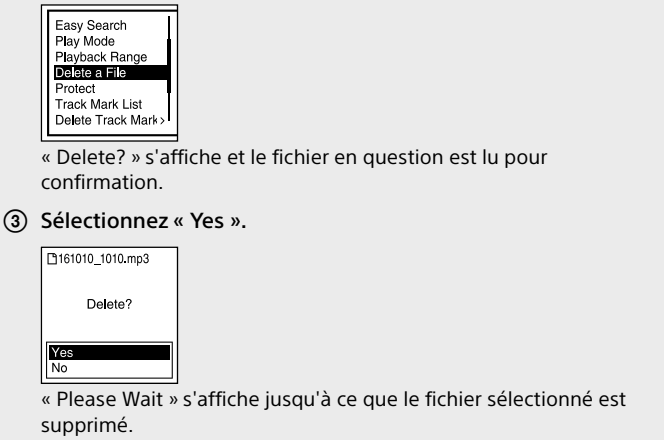 Easy Search
Play Mode
Playback Range
Delete a File
Protect
Track Mark List
Delete Track Mark>
« Delete? » s'affiche et le fichier en question est lu pour
confirmation.
③ Sélectionnez « Yes ».
161010_1010.mp3
Delete?
Yes
No
« Please Wait » s'affiche jusqu'à ce que le fichier sélectionné est
supprimé.